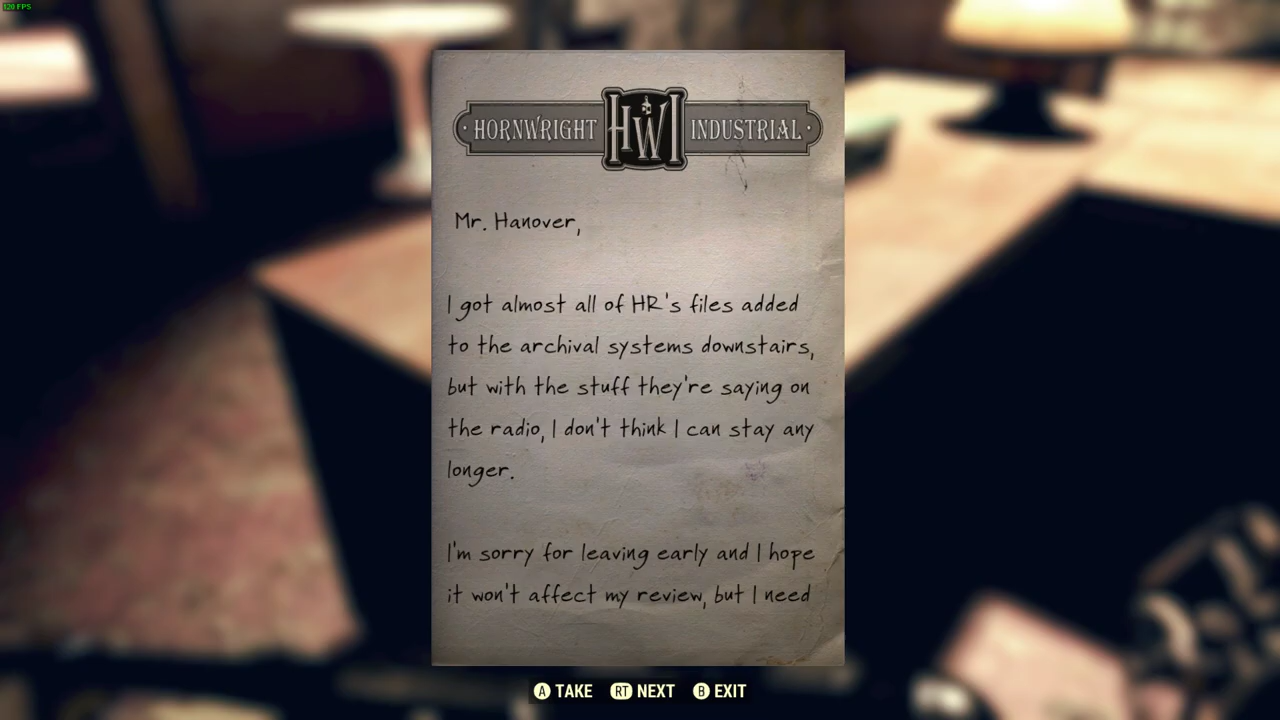 120 FPS
HORNWRIGHT HWI INDUSTRIAL
Mr. Hanover,
I got almost all of HR's files added
to the archival systems downstairs,
but with the stuff they're saying on
the radio, I don't think I can stay any
longer.
I'm sorry for leaving early and I hope
it won't affect my review, but I need
A TAKE RT NEXT B EXIT